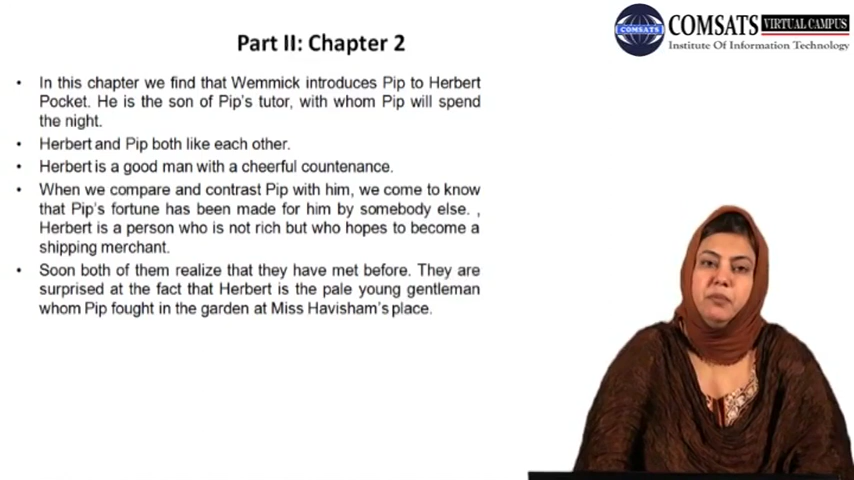 COMSATS VIRTUAL CAMPUS
COMSATS
Institute Of Information Technology
Part II: Chapter 2
• In this chapter we find that Wemmick introduces Pip to Herbert
Pocket. He is the son of Pip's tutor, with whom Pip will spend
the night.
• Herbert and Pip both like each other.
• Herbert is a good man with a cheerful countenance.
• When we compare and contrast Pip with him, we come to know
that Pip's fortune has been made for him by somebody else. ,
Herbert is a person who is not rich but who hopes to become a
shipping merchant.
• Soon both of them realize that they have met before. They are
surprised at the fact that Herbert is the pale young gentleman
whom Pip fought in the garden at Miss Havisham's place.